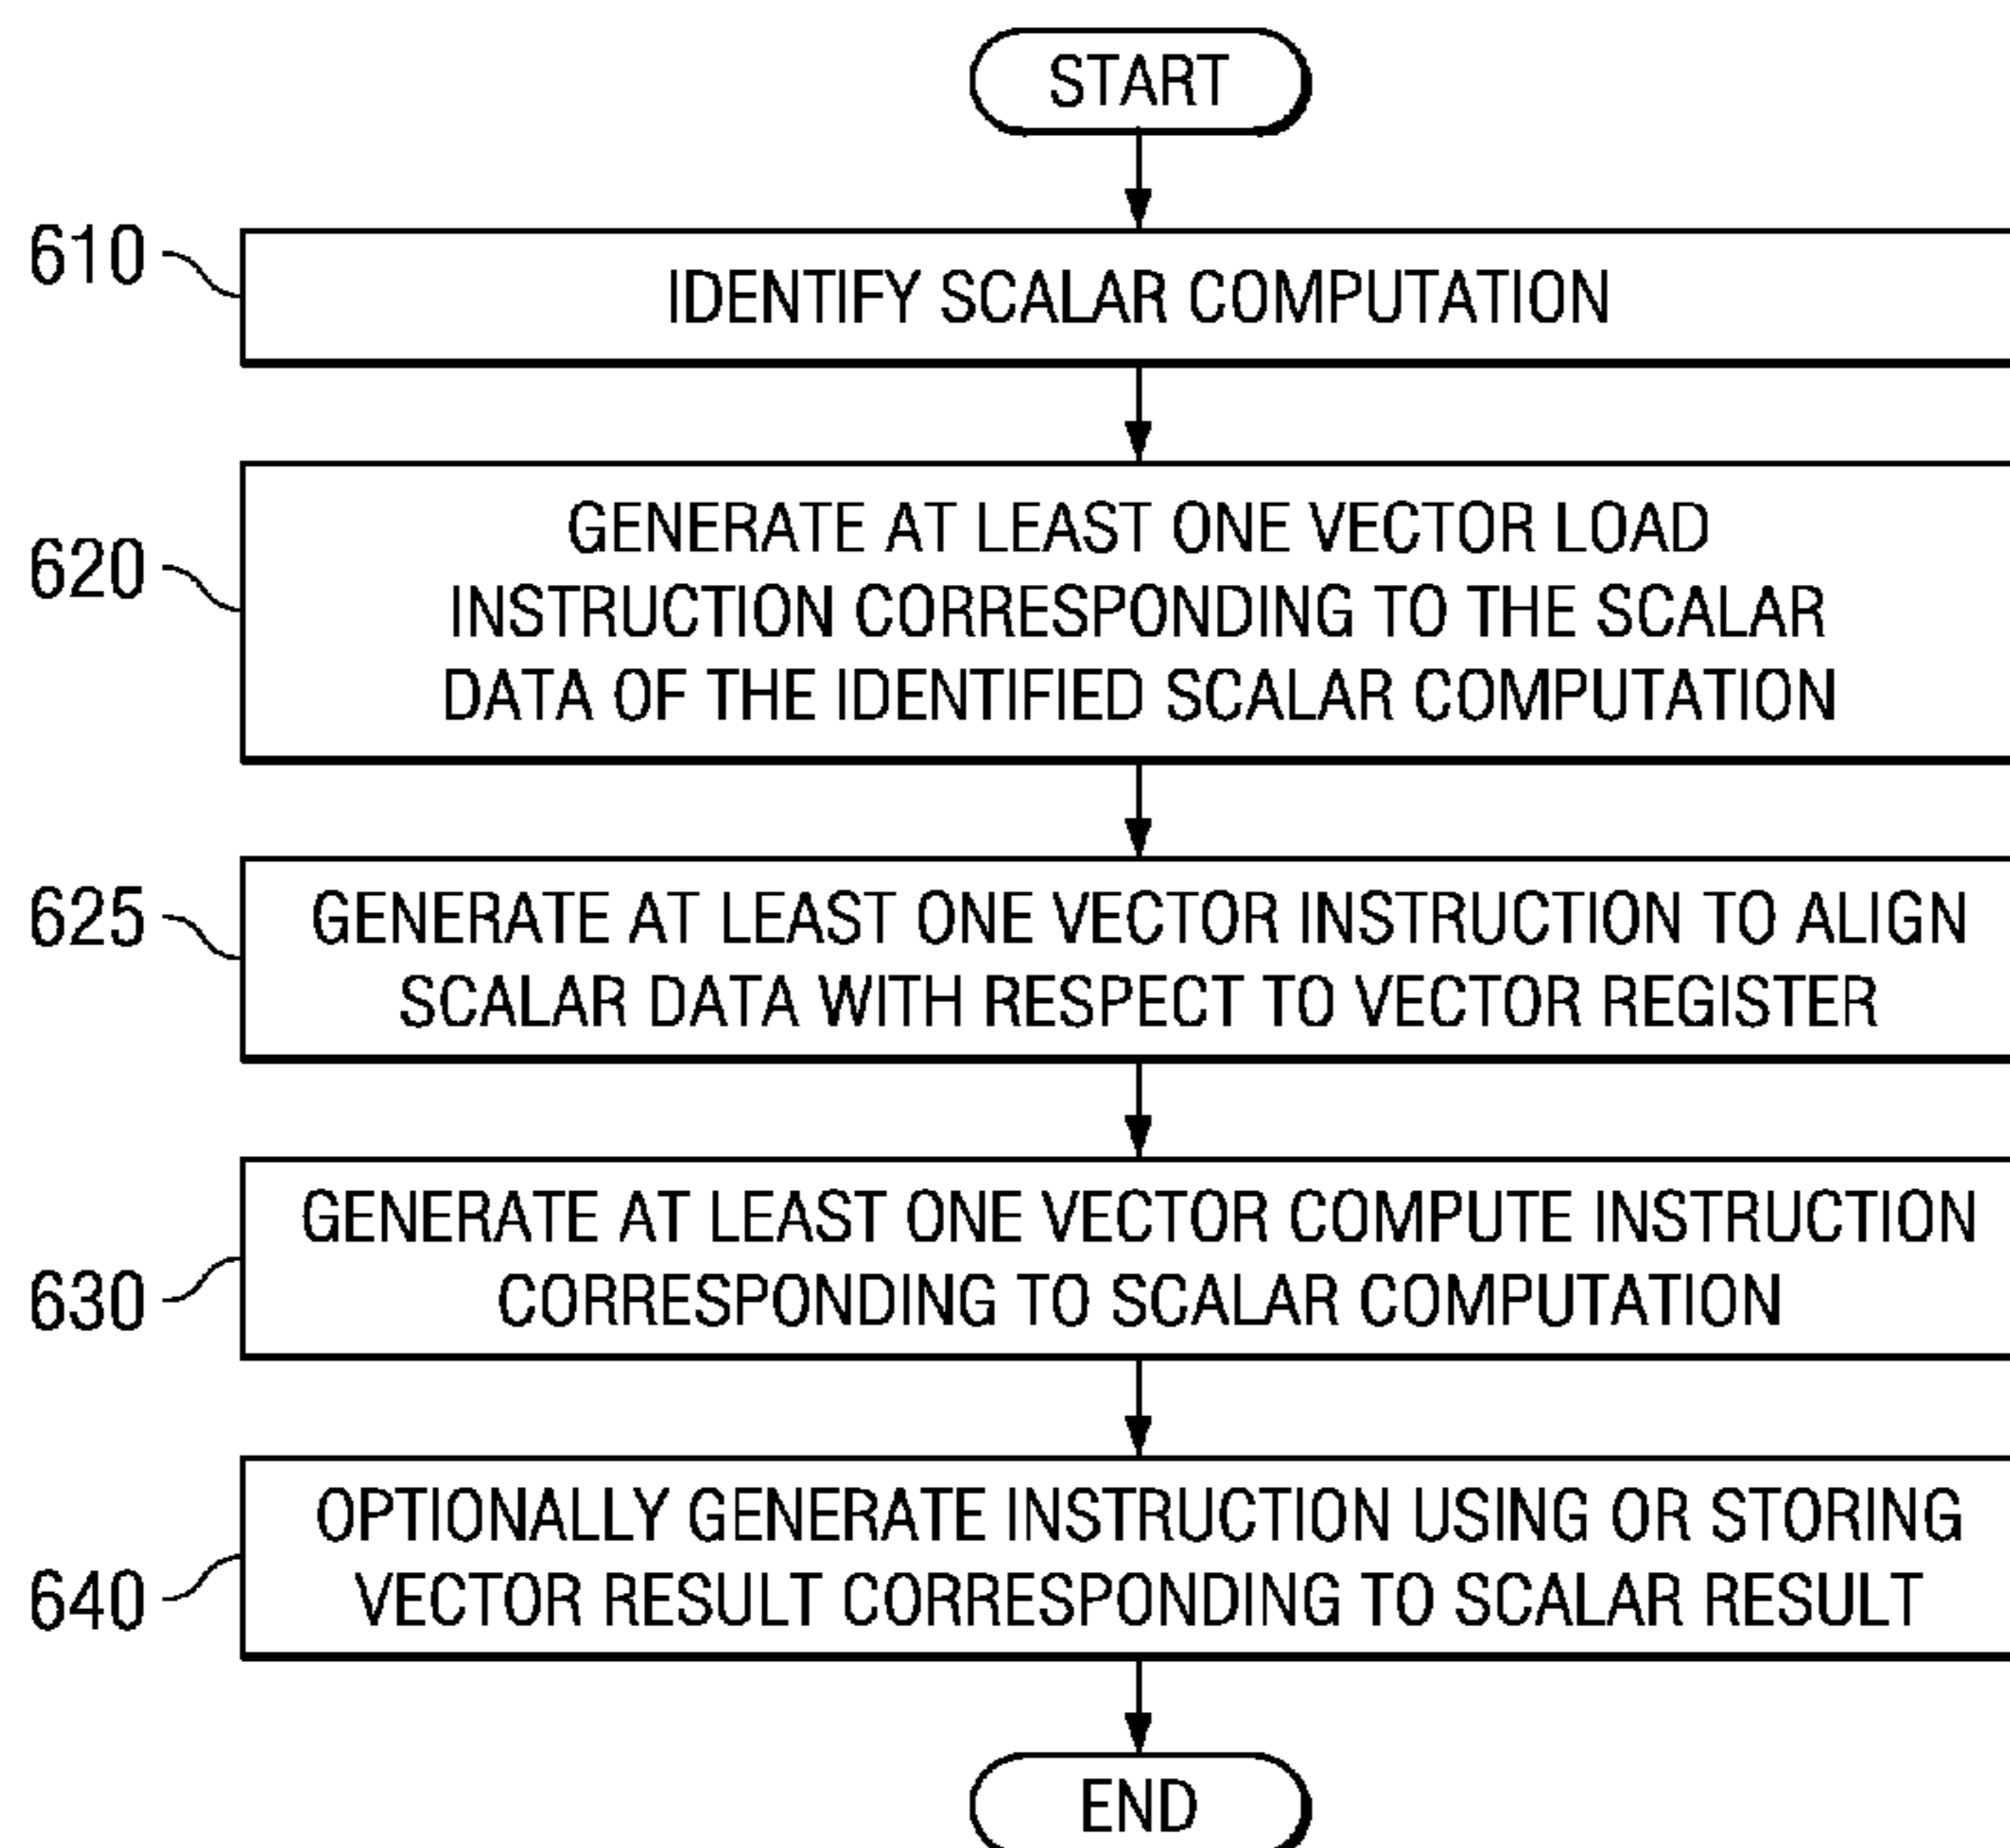 START
610
IDENTIFY SCALAR COMPUTATION
620
GENERATE AT LEAST ONE VECTOR LOAD
INSTRUCTION CORRESPONDING TO THE SCALAR
DATA OF THE IDENTIFIED SCALAR COMPUTATION
625
GENERATE AT LEAST ONE VECTOR INSTRUCTION TO ALIGN
SCALAR DATA WITH RESPECT TO VECTOR REGISTER
630
GENERATE AT LEAST ONE VECTOR COMPUTE INSTRUCTION
CORRESPONDING TO SCALAR COMPUTATION
640
OPTIONALLY GENERATE INSTRUCTION USING OR STORING
VECTOR RESULT CORRESPONDING TO SCALAR RESULT
END